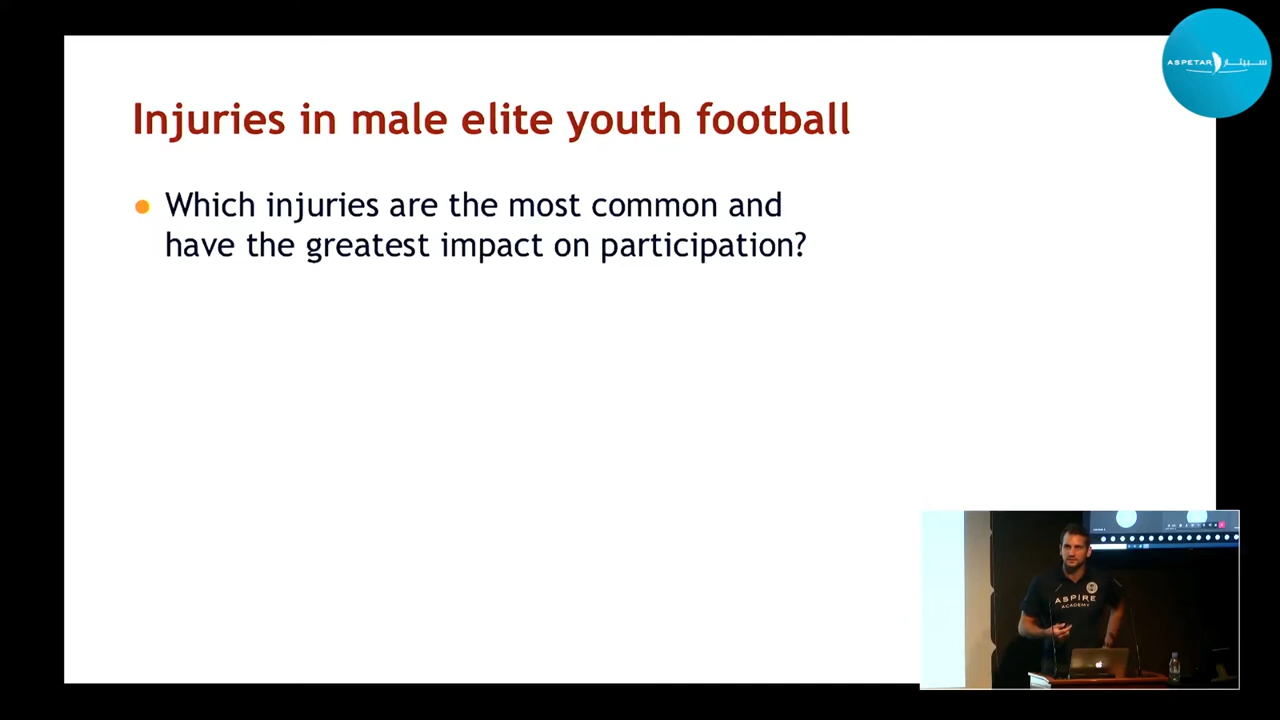 ASPETAR سبيتار
Injuries in male elite youth football
Which injuries are the most common and
have the greatest impact on participation?
ASPIRE
ACADEMY